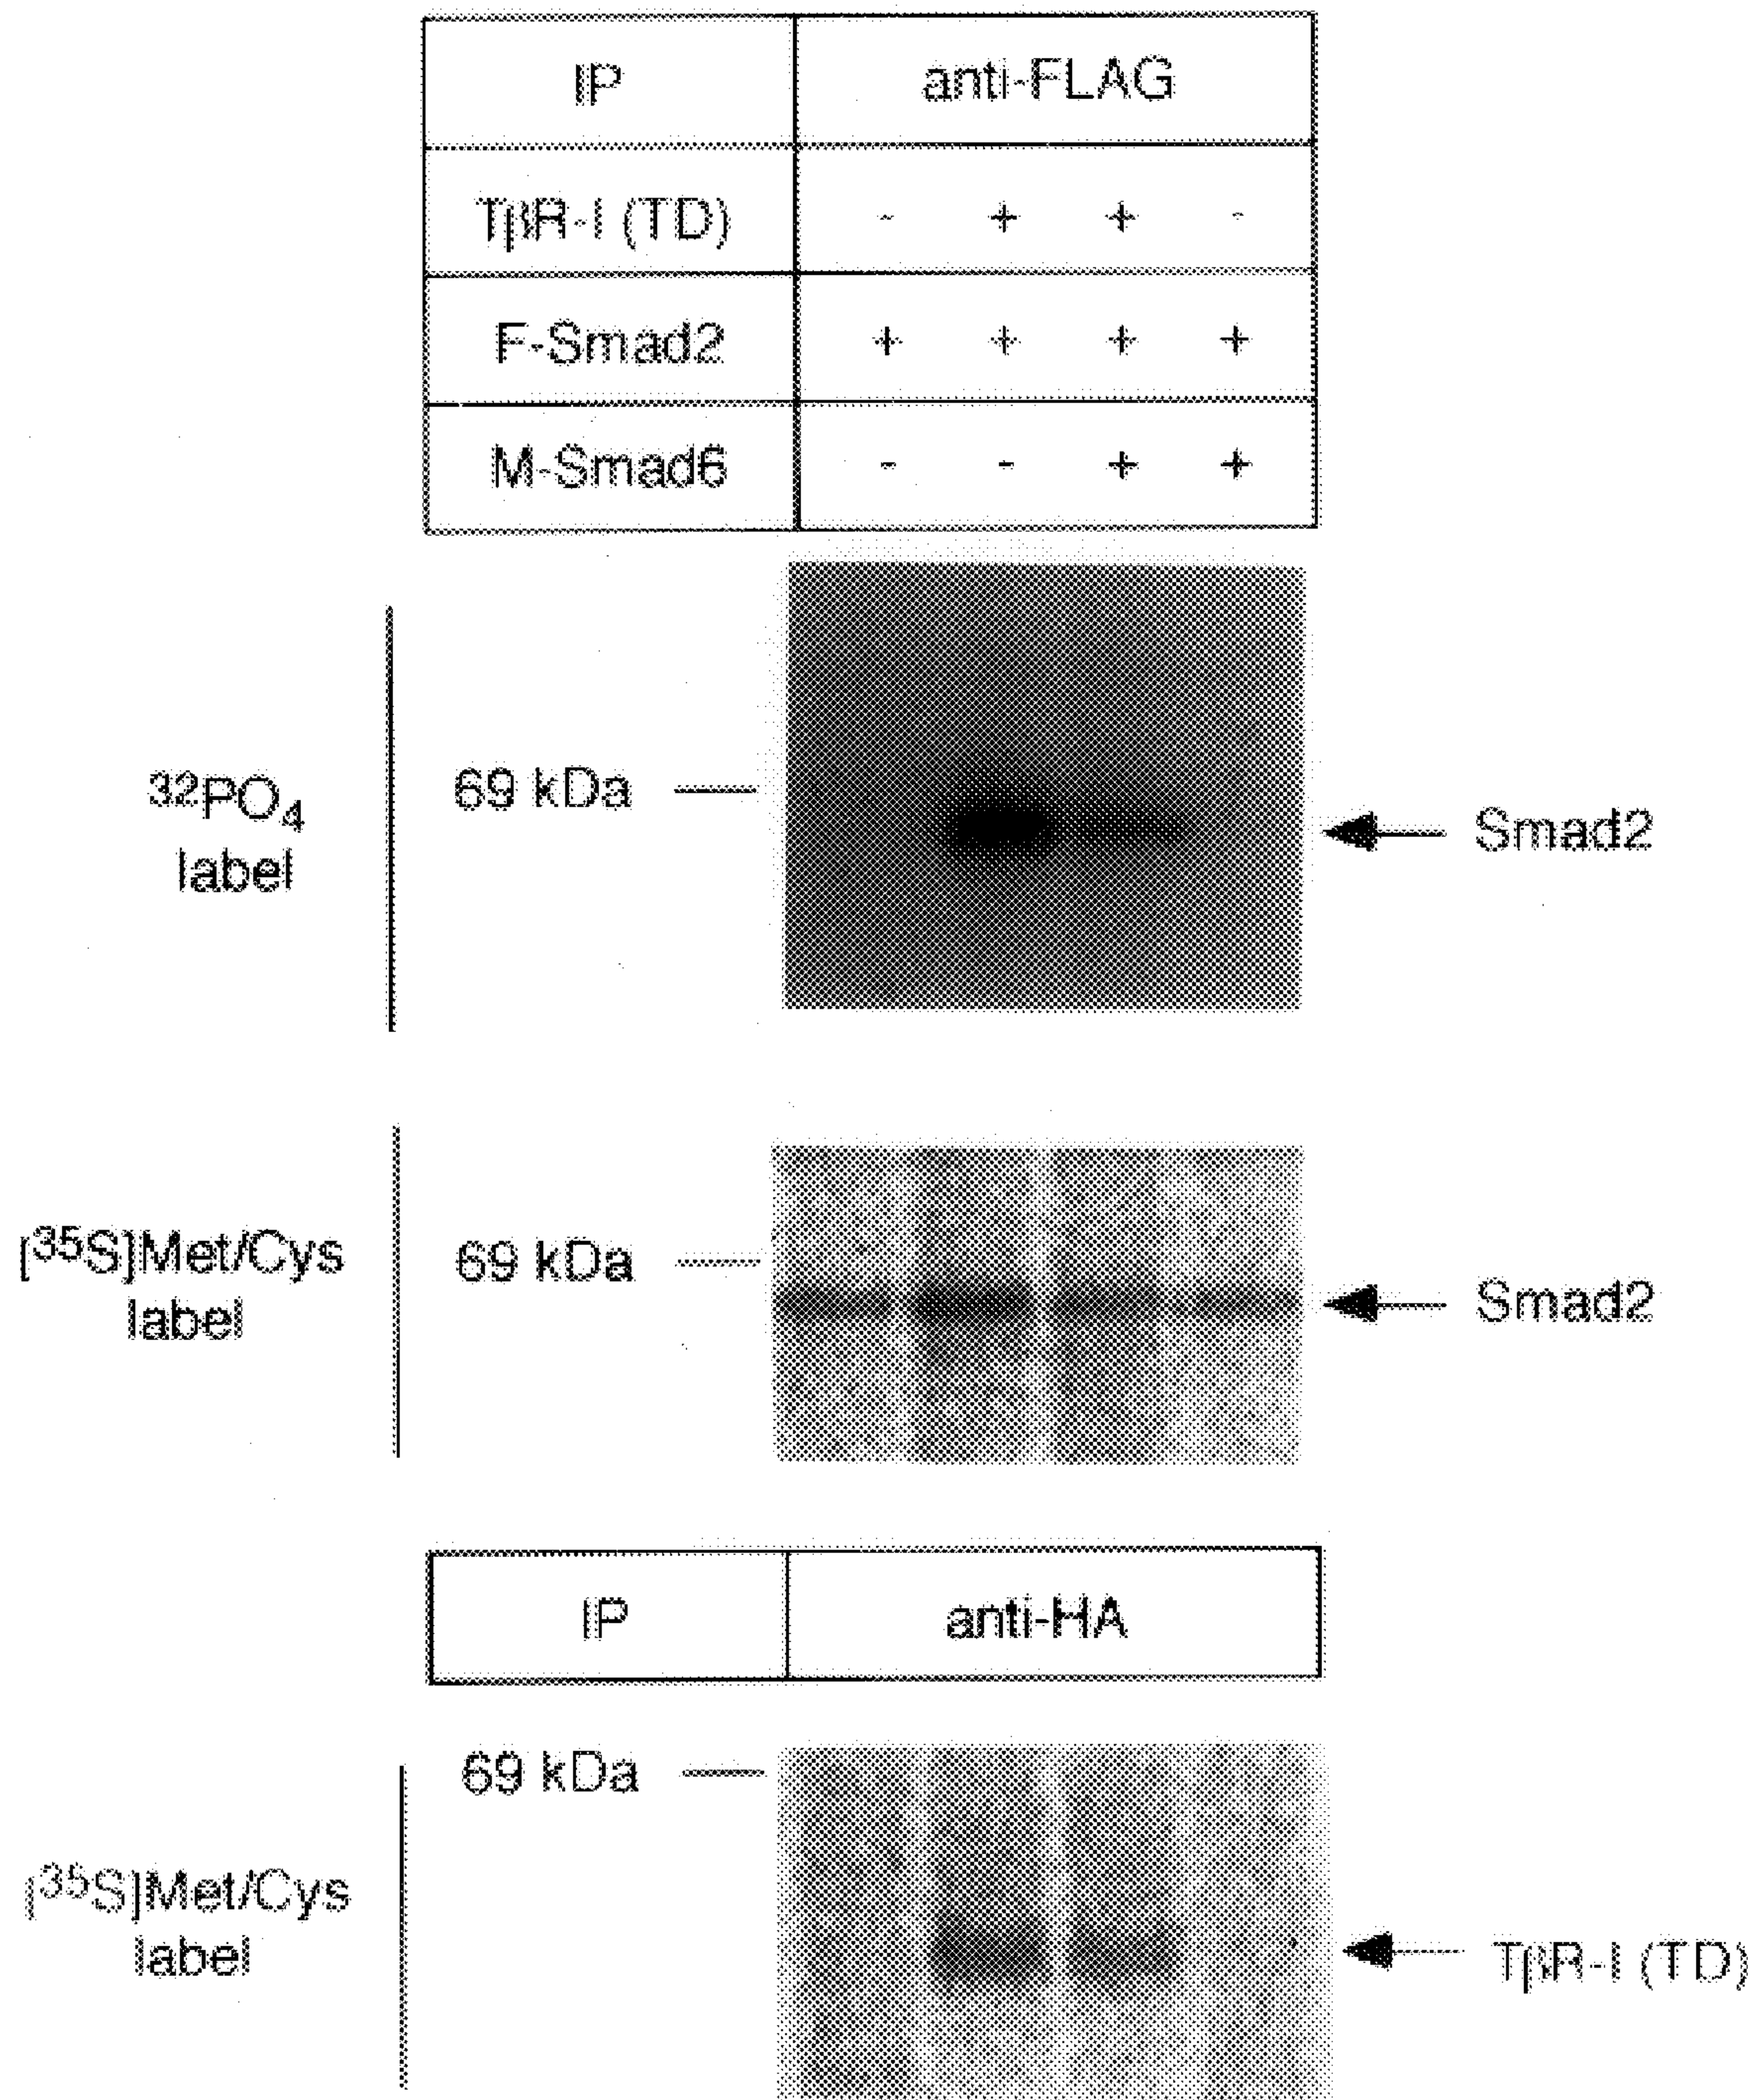 IP anti-FLAG
TβR-I (TD) - + + -
F-Smad2 + + + +
M-Smad6 - - + +
32PO4
label
69 kDa
Smad2
[35S]Met/Cys
label
69 kDa
Smad2
IP anti-HA
69 kDa
[35S]Met/Cys
label
TβR-I (TD)